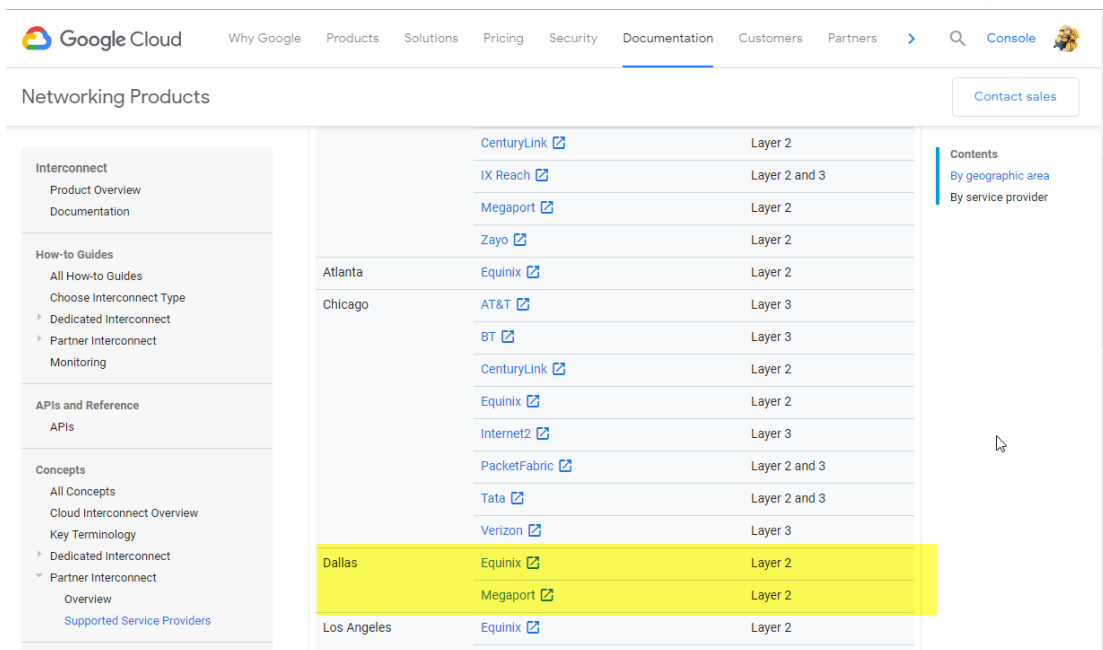 Google Cloud
Why Google
Products
Solutions
Pricing
Security
Documentation
Customers
Partners
Console
Networking Products
Contact sales
Interconnect
Product Overview
Documentation
How-to Guides
All How-to Guides
Choose Interconnect Type
Dedicated Interconnect
Partner Interconnect
Monitoring
APIs and Reference
APIs
Concepts
All Concepts
Cloud Interconnect Overview
Key Terminology
Dedicated Interconnect
Partner Interconnect
Overview
Supported Service Providers
CenturyLink Layer 2
IX Reach Layer 2 and 3
Megaport Layer 2
Zayo Layer 2
Atlanta Equinix Layer 2
Chicago AT&T Layer 3
BT Layer 3
CenturyLink Layer 2
Equinix Layer 2
Internet2 Layer 3
PacketFabric Layer 2 and 3
Tata Layer 2 and 3
Verizon Layer 3
Dallas Equinix Layer 2
Megaport Layer 2
Los Angeles Equinix Layer 2
Contents
By geographic area
By service provider